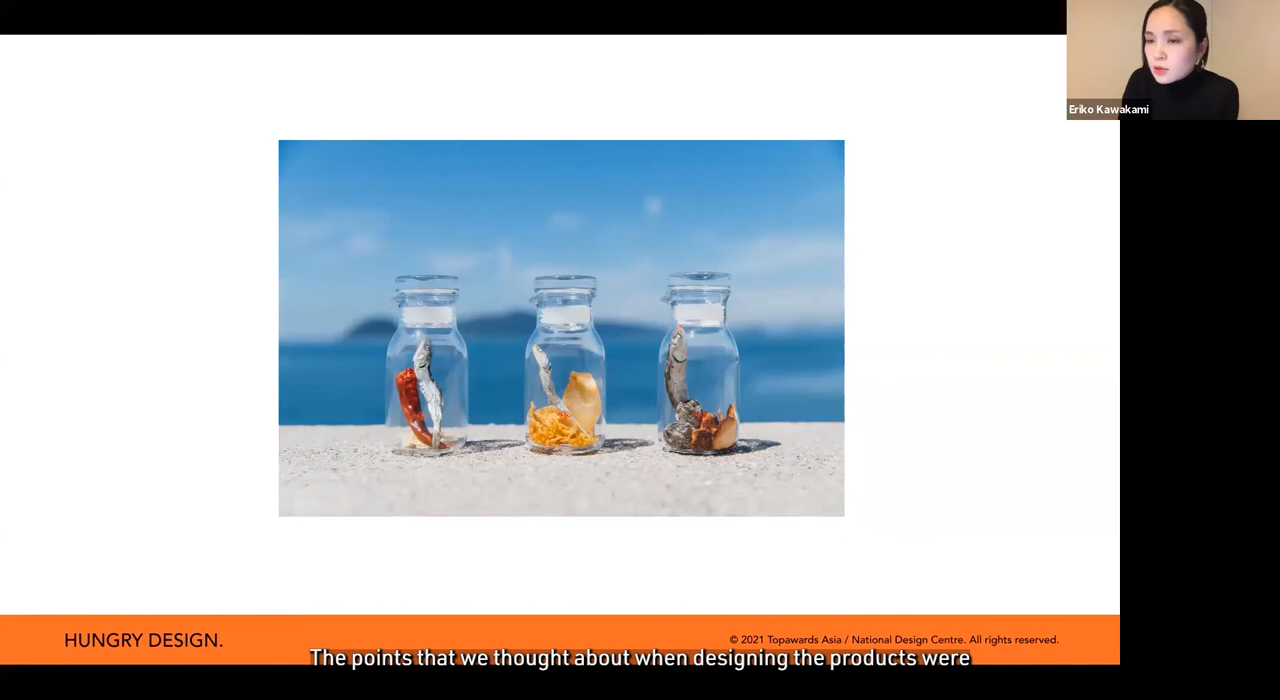 Eriko Kawakami
HUNGRY DESIGN.
© 2021 Topawards Asia / National Design Centre. All rights reserved.
The points that we thought about when designing the products were